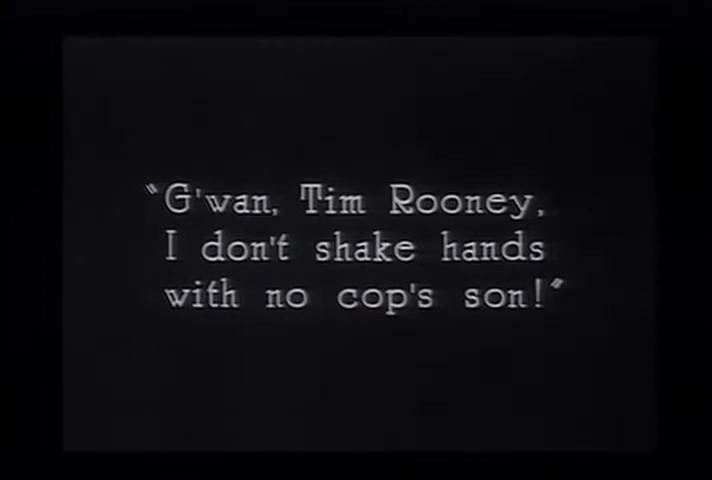 "G'wan, Tim Rooney,
I don't shake hands
with no cop's son!"